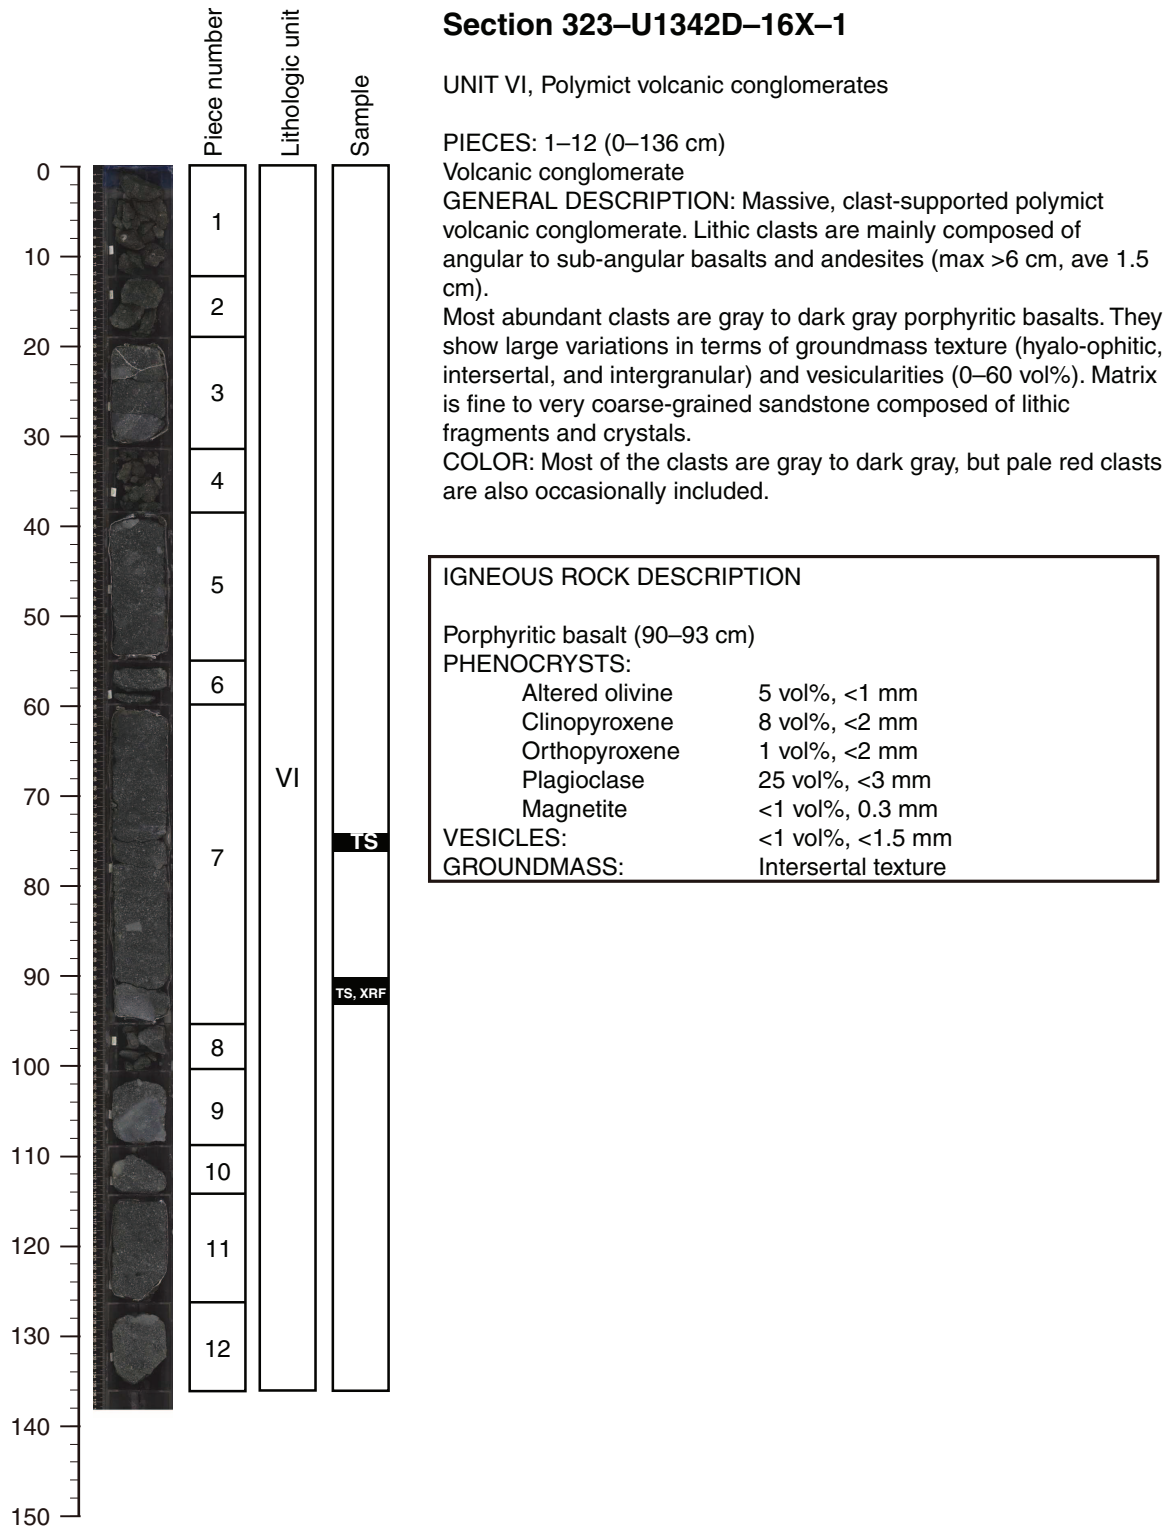 Section 323–U1342D–16X–1
UNIT VI, Polymict volcanic conglomerates
PIECES: 1–12 (0–136 cm)
Volcanic conglomerate
GENERAL DESCRIPTION: Massive, clast-supported polymict
volcanic conglomerate. Lithic clasts are mainly composed of
angular to sub-angular basalts and andesites (max >6 cm, ave 1.5
cm).
Most abundant clasts are gray to dark gray porphyritic basalts. They
show large variations in terms of groundmass texture (hyalo-ophitic,
intersertal, and intergranular) and vesicularities (0–60 vol%). Matrix
is fine to very coarse-grained sandstone composed of lithic
fragments and crystals.
COLOR: Most of the clasts are gray to dark gray, but pale red clasts
are also occasionally included.
IGNEOUS ROCK DESCRIPTION
Porphyritic basalt (90–93 cm)
PHENOCRYSTS:
Altered olivine 5 vol%, <1 mm
Clinopyroxene 8 vol%, <2 mm
Orthopyroxene 1 vol%, <2 mm
Plagioclase 25 vol%, <3 mm
Magnetite <1 vol%, 0.3 mm
VESICLES: <1 vol%, <1.5 mm
GROUNDMASS: Intersertal texture
Piece number
Lithologic unit
Sample
0
10
20
30
40
50
60
70
80
90
100
110
120
130
140
150
1
2
3
4
5
6
7
8
9
10
11
12
VI
TS
TS, XRF